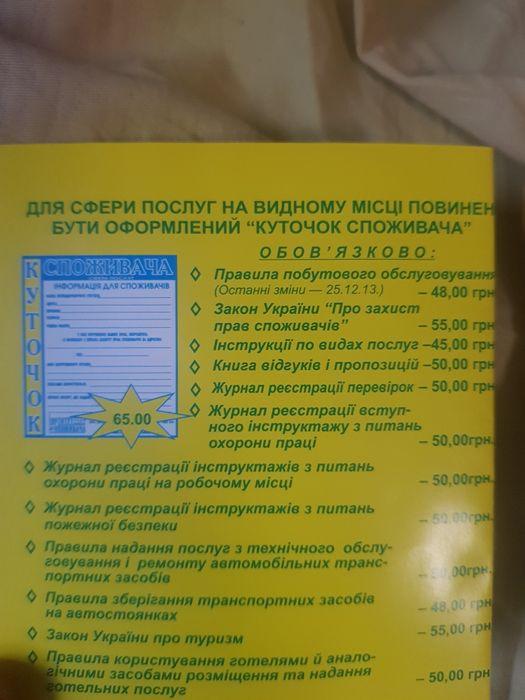 ДЛЯ СФЕРИ ПОСЛУГ НА ВИДНОМУ МІСЦІ ПОВИНЕН
БУТИ ОФОРМЛЕНИЙ “КУТОЧОК СПОЖИВАЧА”
ОБОВ’ЯЗКОВО:
КУТОЧОК
СПОЖИВАЧА
ІНФОРМАЦІЯ ДЛЯ СПОЖИВАЧІВ
65.00
◊ Правила побутового обслуговування
(Останні зміни — 25.12.13.) – 48,00 грн
◊ Закон України “Про захист
прав споживачів” – 55,00 грн
◊ Інструкції по видах послуг –45,00 грн
◊ Книга відгуків і пропозицій –50,00 грн
◊ Журнал реєстрації перевірок – 50,00 грн
◊ Журнал реєстрації вступ-
ного інструктажу з питань
охорони праці – 50,00грн.
◊ Журнал реєстрації інструктажів з питань
охорони праці на робочому місці – 50,00грн.
◊ Журнал реєстрації інструктажів з питань
пожежної безпеки – 50,00грн.
◊ Правила надання послуг з технічного обслу-
говування і ремонту автомобільних транс-
портних засобів – 50,00грн.
◊ Правила зберігання транспортних засобів
на автостоянках – 48,00 грн
◊ Закон України про туризм – 55,00 грн
◊ Правила користування готелями й анало-
гічними засобами розміщення та надання
готельних послуг – 50,00 грн